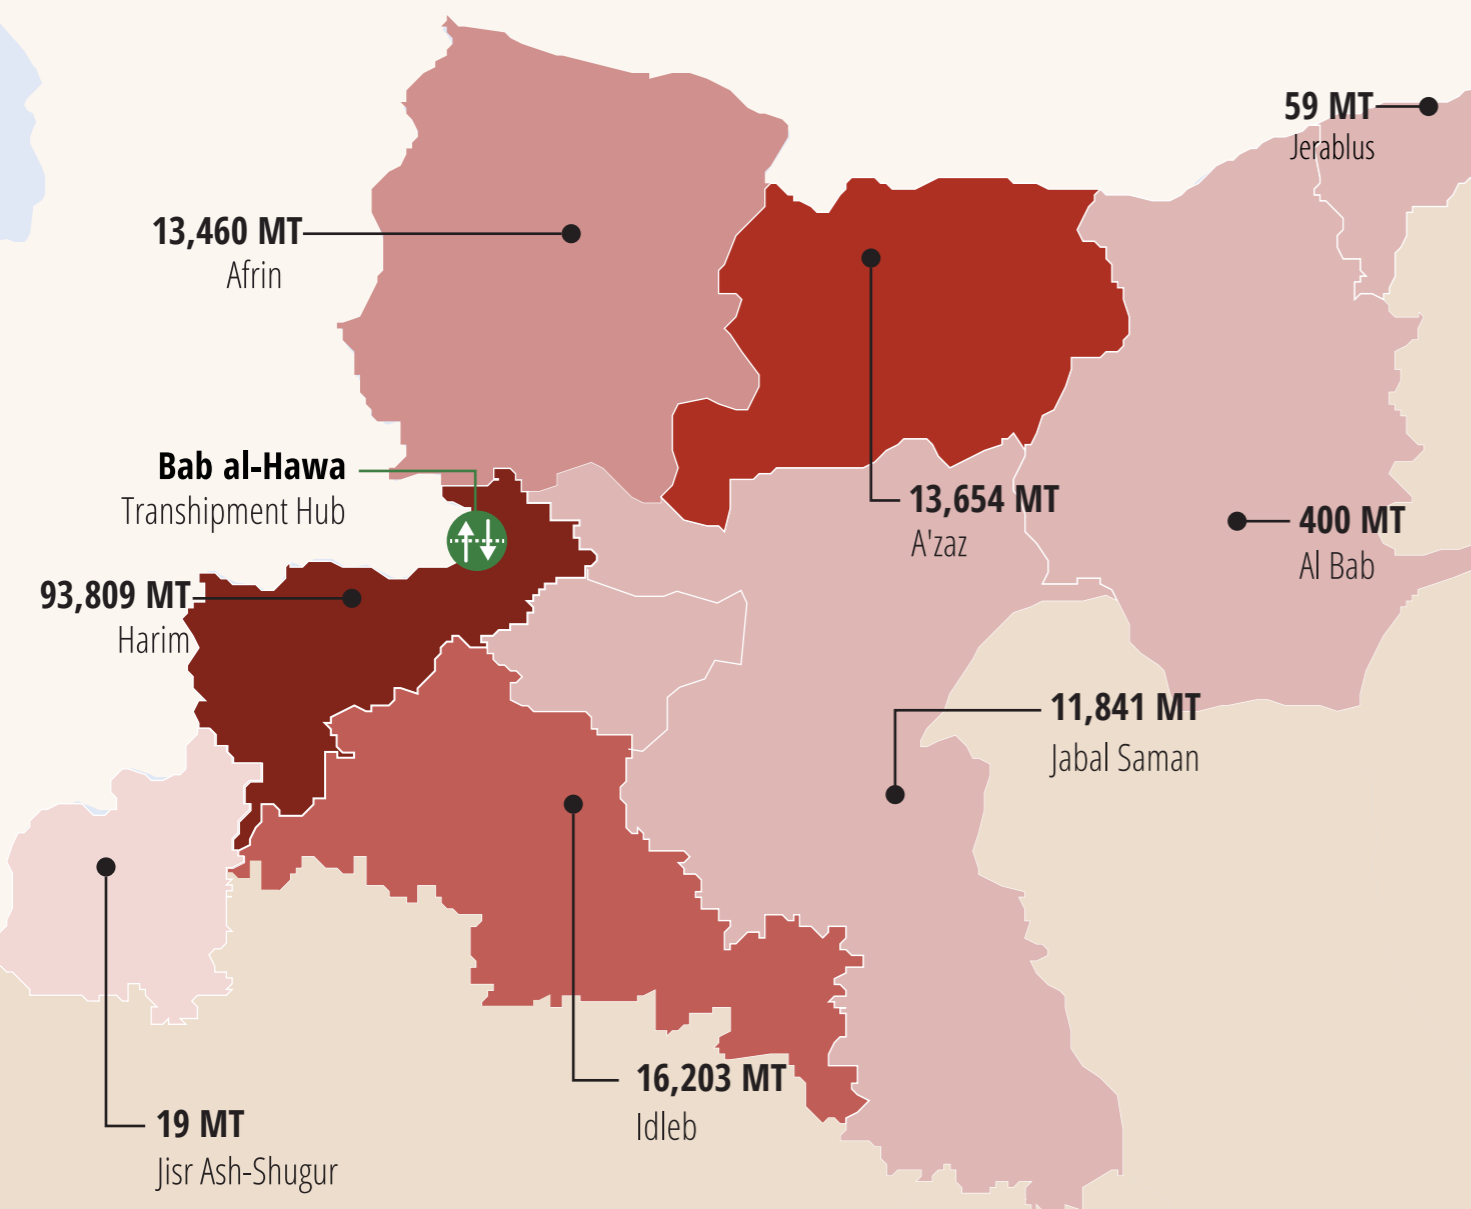 59 MT
Jerablus
13,460 MT
Afrin
Bab al-Hawa
Transhipment Hub
13,654 MT
A'zaz
400 MT
Al Bab
93,809 MT
Harim
11,841 MT
Jabal Saman
16,203 MT
Idleb
19 MT
Jisr Ash-Shugur